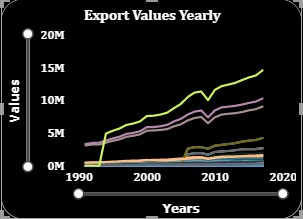 Export Values Yearly
20M
15M
10M
5M
0M
Values
1990
2000
2010
2020
Years